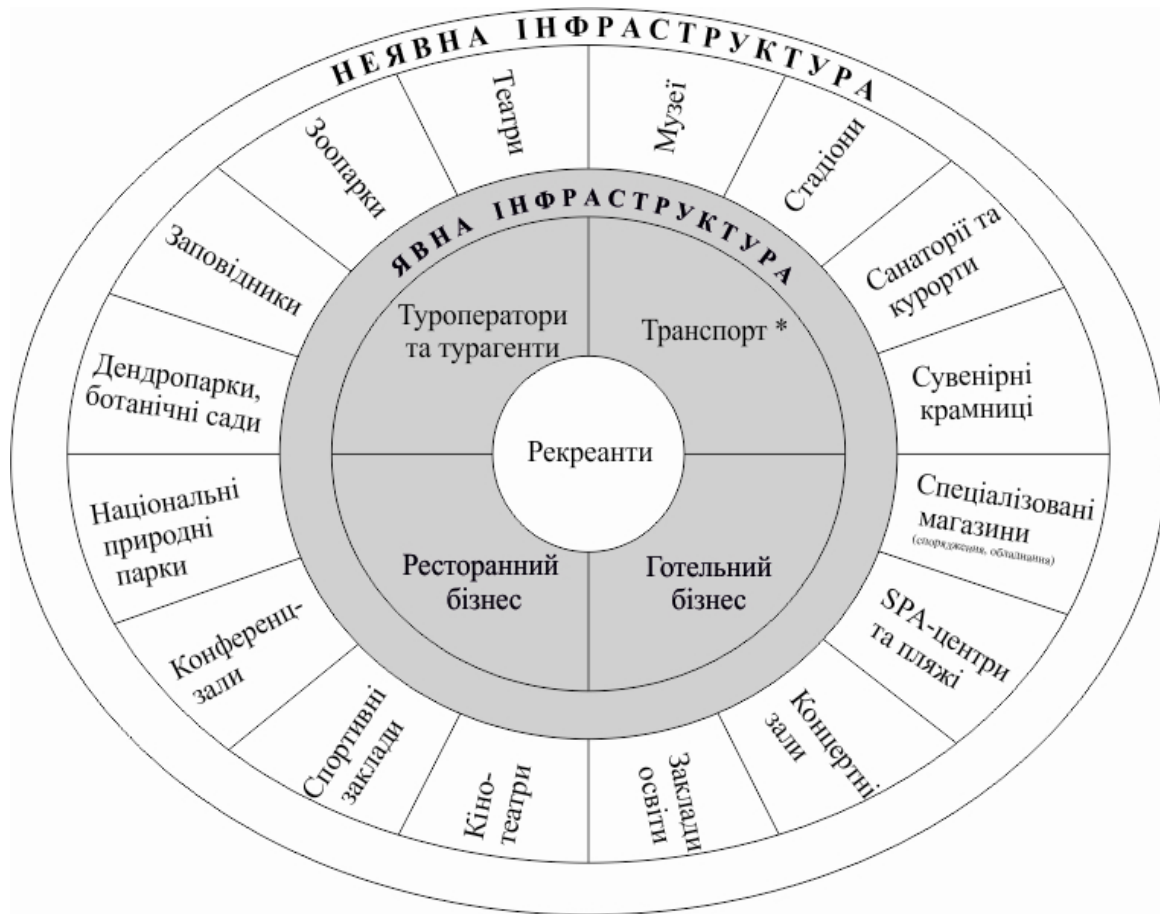 НЕЯВНА ІНФРАСТРУКТУРА
Театри
Музеї
Стадіони
Санаторії та
курорти
Сувенірні
крамниці
Спеціалізовані
магазини
(спорядження, обладнання)
SPA-центри
та пляжі
Концертні
зали
Заклади
освіти
Кіно-
театри
Спортивні
заклади
Конференц-
зали
Національні
природні
парки
Дендропарки,
ботанічні сади
Заповідники
Зоопарки
ЯВНА ІНФРАСТРУКТУРА
Туроператори
та турагенти
Транспорт *
Рекреанти
Ресторанний
бізнес
Готельний
бізнес